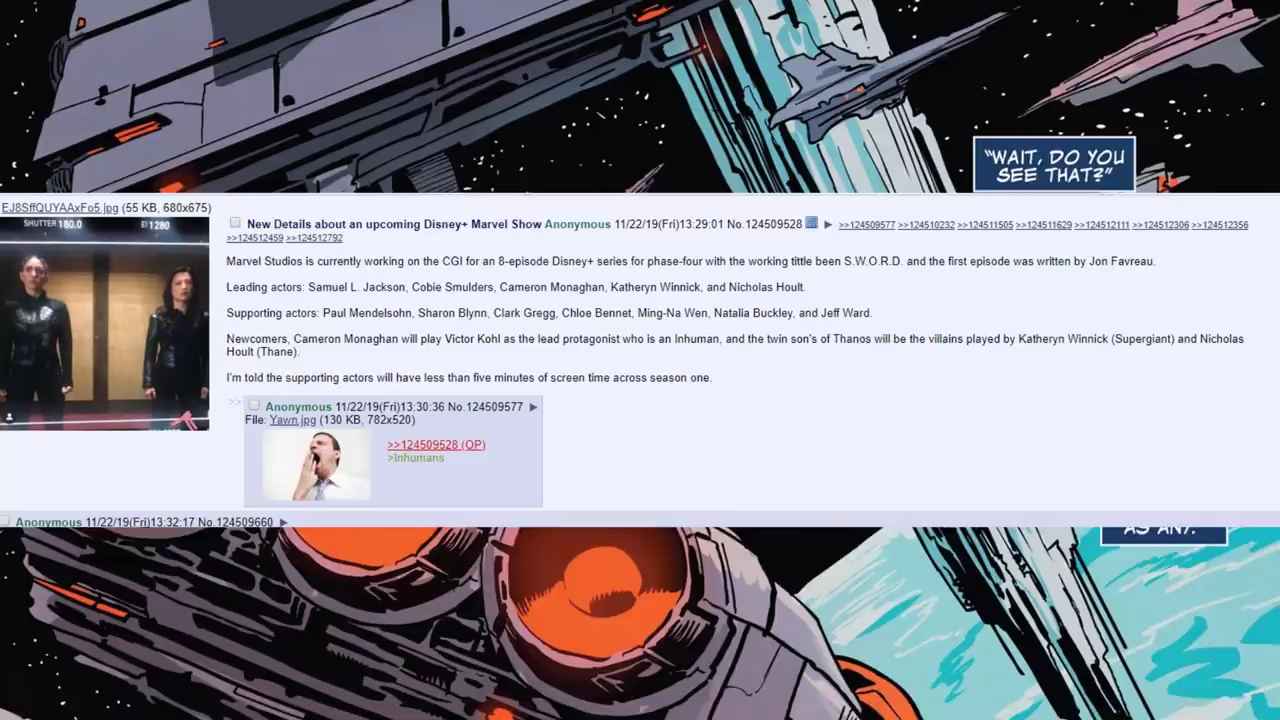 "WAIT, DO YOU
SEE THAT?"
EJ8SffQUYAAxFo5.jpg (55 KB, 680x675)
SHUTTER 180.0 EI 1280
New Details about an upcoming Disney+ Marvel Show Anonymous 11/22/19(Fri)13:29:01 No.124509528 ▶ >>124509577 >>124510232 >>124511505 >>124511629 >>124512111 >>124512306 >>124512356
>>124512459 >>124512792
Marvel Studios is currently working on the CGI for an 8-episode Disney+ series for phase-four with the working tittle been S.W.O.R.D. and the first episode was written by Jon Favreau.
Leading actors: Samuel L. Jackson, Cobie Smulders, Cameron Monaghan, Katheryn Winnick, and Nicholas Hoult.
Supporting actors: Paul Mendelsohn, Sharon Blynn, Clark Gregg, Chloe Bennet, Ming-Na Wen, Natalia Buckley, and Jeff Ward.
Newcomers, Cameron Monaghan will play Victor Kohl as the lead protagonist who is an Inhuman, and the twin son's of Thanos will be the villains played by Katheryn Winnick (Supergiant) and Nicholas
Hoult (Thane).
I'm told the supporting actors will have less than five minutes of screen time across season one.
>> Anonymous 11/22/19(Fri)13:30:36 No.124509577 ▶
File: Yawn.jpg (130 KB, 782x520)
>>124509528 (OP)
>Inhumans
Anonymous 11/22/19(Fri)13:32:17 No.124509660 ▶
AS ANY.